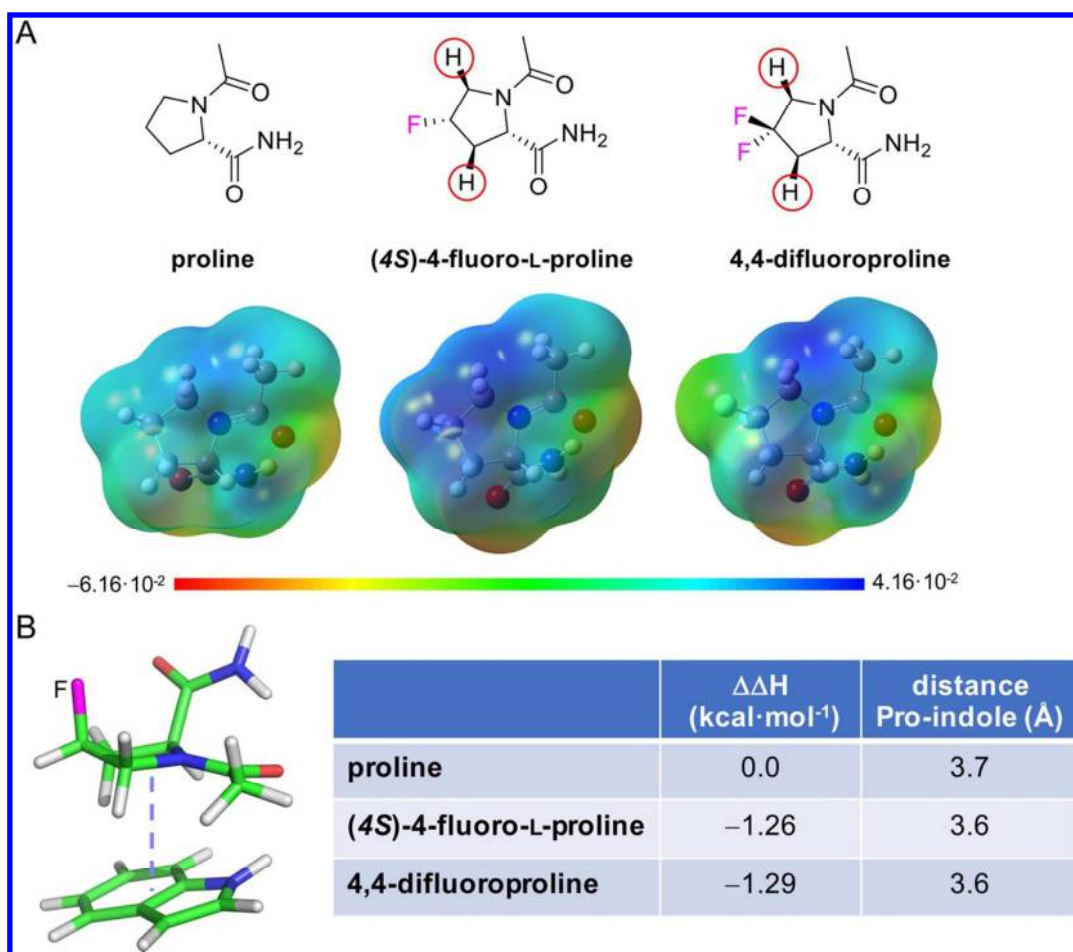 A
H N O NH2 O
H F N O NH2 H O
H F F N O NH2 H O
proline (4S)-4-fluoro-L-proline 4,4-difluoroproline
−6.16·10-2 4.16·10-2
B
F
ΔΔH (kcal·mol-1) distance Pro-indole (Å)
proline 0.0 3.7
(4S)-4-fluoro-L-proline −1.26 3.6
4,4-difluoroproline −1.29 3.6